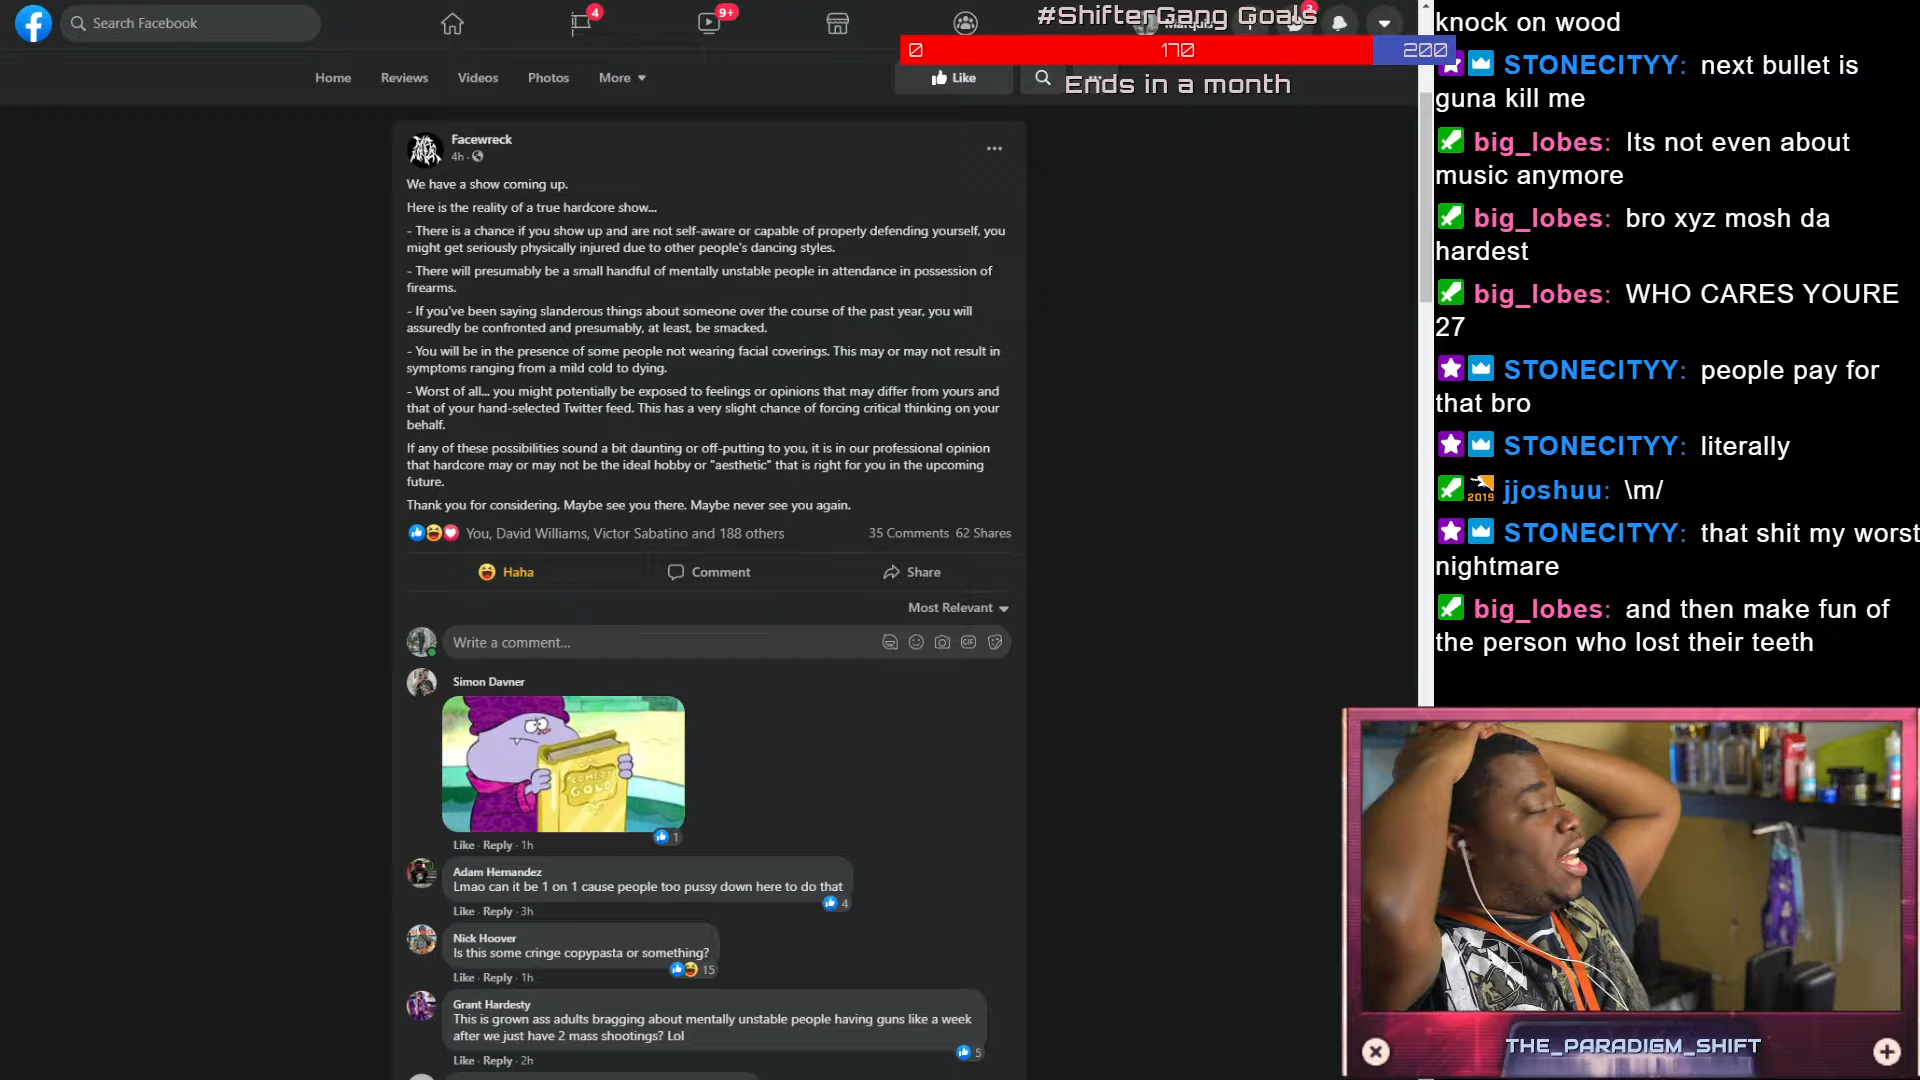 Search Facebook
4
9+
#ShifterGang Goals
0
170
200
Ends in a month
Home
Reviews
Videos
Photos
More
Like
Facewreck
4h ·
We have a show coming up.
Here is the reality of a true hardcore show...
- There is a chance if you show up and are not self-aware or capable of properly defending yourself, you
might get seriously physically injured due to other people's dancing styles.
- There will presumably be a small handful of mentally unstable people in attendance in possession of
firearms.
- If you've been saying slanderous things about someone over the course of the past year, you will
assuredly be confronted and presumably, at least, be smacked.
- You will be in the presence of some people not wearing facial coverings. This may or may not result in
symptoms ranging from a mild cold to dying.
- Worst of all... you might potentially be exposed to feelings or opinions that may differ from yours and
that of your hand-selected Twitter feed. This has a very slight chance of forcing critical thinking on your
behalf.
If any of these possibilities sound a bit daunting or off-putting to you, it is in our professional opinion
that hardcore may or may not be the ideal hobby or "aesthetic" that is right for you in the upcoming
future.
Thank you for considering. Maybe see you there. Maybe never see you again.
You, David Williams, Victor Sabatino and 188 others
35 Comments 62 Shares
Haha
Comment
Share
Most Relevant
Write a comment...
GIF
Simon Davner
COMEDY
GOLD
1
Like · Reply · 1h
Adam Hernandez
Lmao can it be 1 on 1 cause people too pussy down here to do that
4
Like · Reply · 3h
Nick Hoover
Is this some cringe copypasta or something?
15
Like · Reply · 1h
Grant Hardesty
This is grown ass adults bragging about mentally unstable people having guns like a week
after we just have 2 mass shootings? Lol
5
Like · Reply · 2h
knock on wood
STONECITYY: next bullet is
guna kill me
big_lobes: Its not even about
music anymore
big_lobes: bro xyz mosh da
hardest
big_lobes: WHO CARES YOURE
27
STONECITYY: people pay for
that bro
STONECITYY: literally
2019 jjoshuu: \m/
STONECITYY: that shit my worst
nightmare
big_lobes: and then make fun of
the person who lost their teeth
THE_PARADIGM_SHIFT